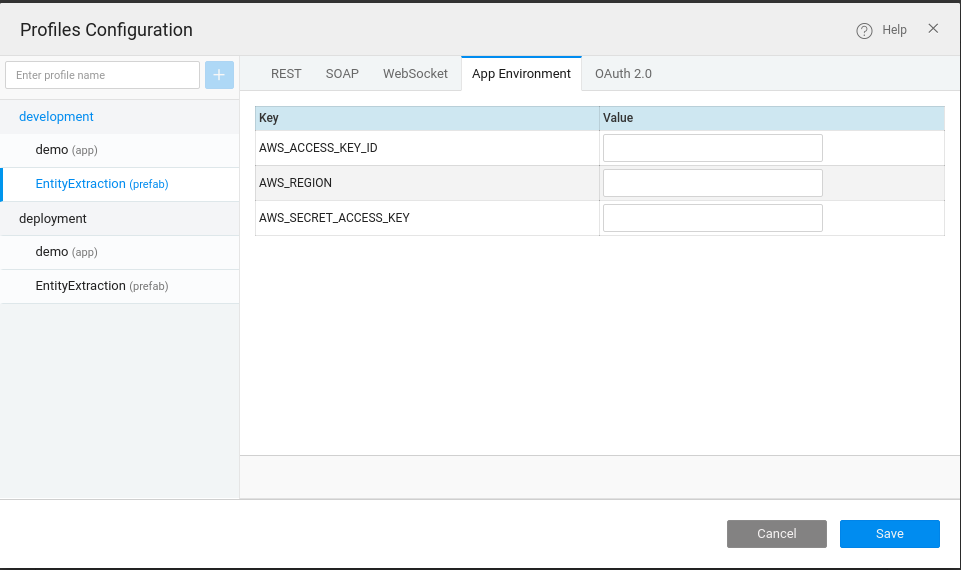 Profiles Configuration
Help
Enter profile name
+
REST SOAP WebSocket App Environment OAuth 2.0
development
demo (app)
EntityExtraction (prefab)
deployment
demo (app)
EntityExtraction (prefab)
Key Value
AWS_ACCESS_KEY_ID
AWS_REGION
AWS_SECRET_ACCESS_KEY
Cancel Save